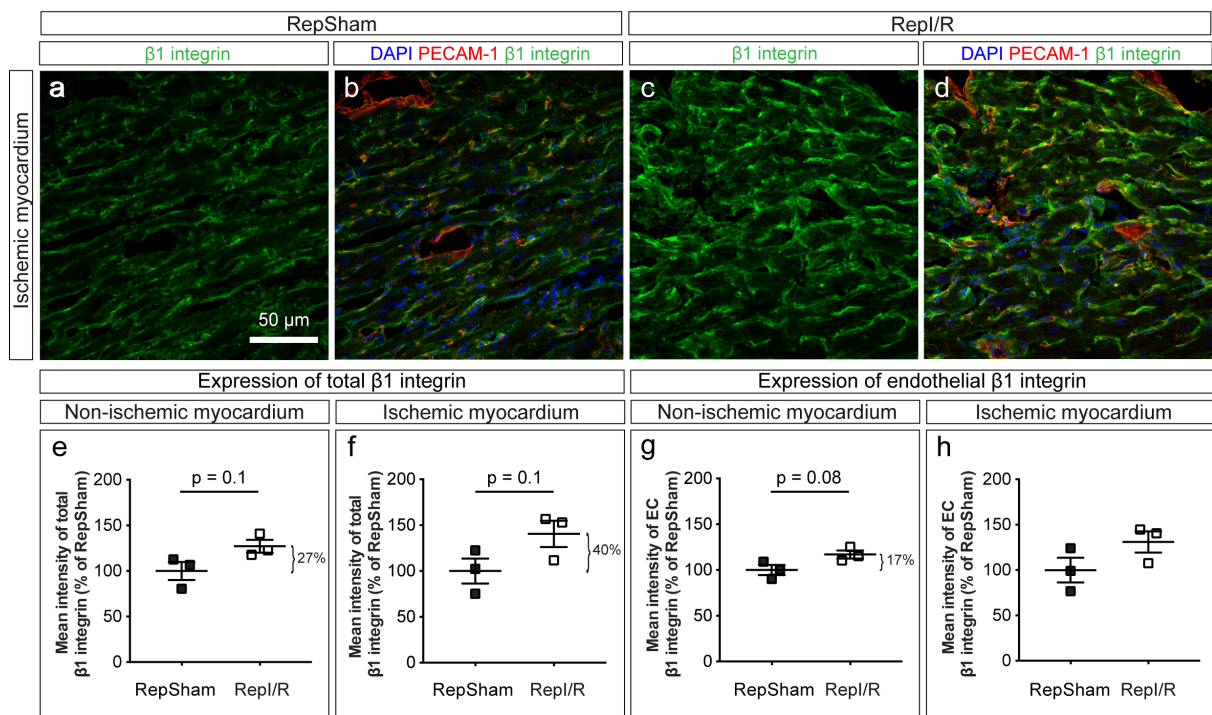 RepSham
RepI/R
β1 integrin
DAPI PECAM-1 β1 integrin
β1 integrin
DAPI PECAM-1 β1 integrin
Ischemic myocardium
a
50 µm
b
c
d
Expression of total β1 integrin
Expression of endothelial β1 integrin
Non-ischemic myocardium
Ischemic myocardium
Non-ischemic myocardium
Ischemic myocardium
e
Mean intensity of total
β1 integrin (% of RepSham)
200
150
100
50
0
p = 0.1
27%
RepSham
RepI/R
f
Mean intensity of total
β1 integrin (% of RepSham)
200
150
100
50
0
p = 0.1
40%
RepSham
RepI/R
g
Mean intensity of EC
β1 integrin (% of RepSham)
200
150
100
50
0
p = 0.08
17%
RepSham
RepI/R
h
Mean intensity of EC
β1 integrin (% of RepSham)
200
150
100
50
0
RepSham
RepI/R